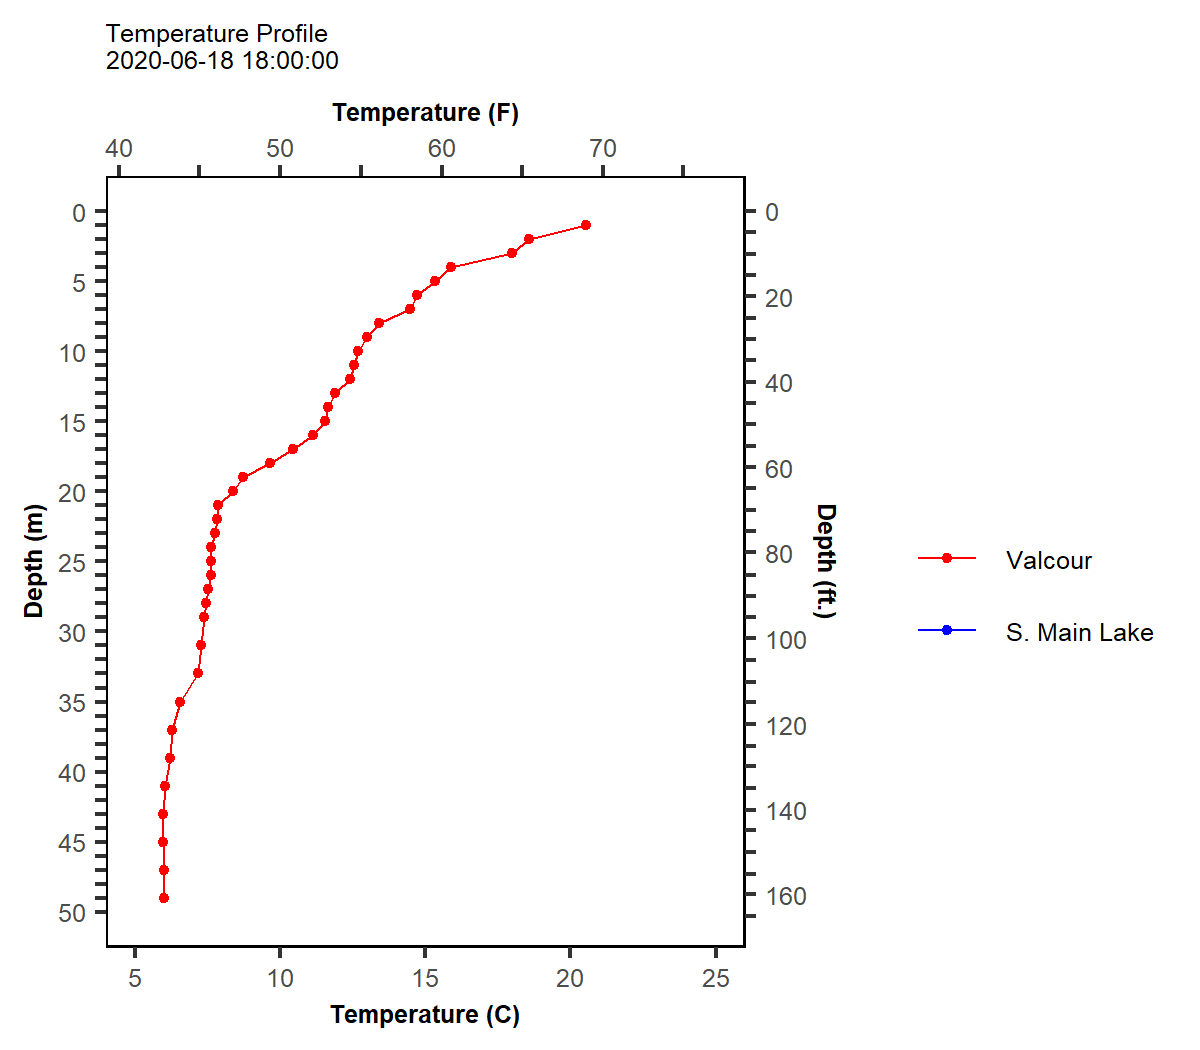 Temperature Profile
2020-06-18 18:00:00
Temperature (F)
40 50 60 70
0
5
10
15
20
25
30
35
40
45
50
Depth (m)
0
20
40
60
80
100
120
140
160
Depth (ft.)
5 10 15 20 25
Temperature (C)
Valcour
S. Main Lake